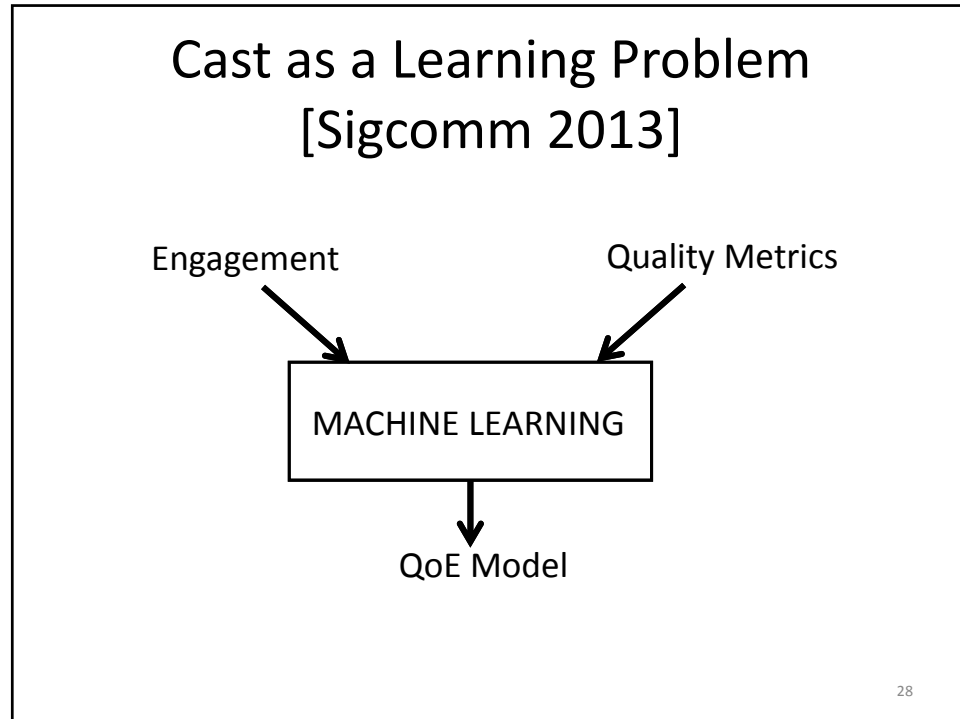 Cast as a Learning Problem
[Sigcomm 2013]
Engagement
Quality Metrics
MACHINE LEARNING
QoE Model
28